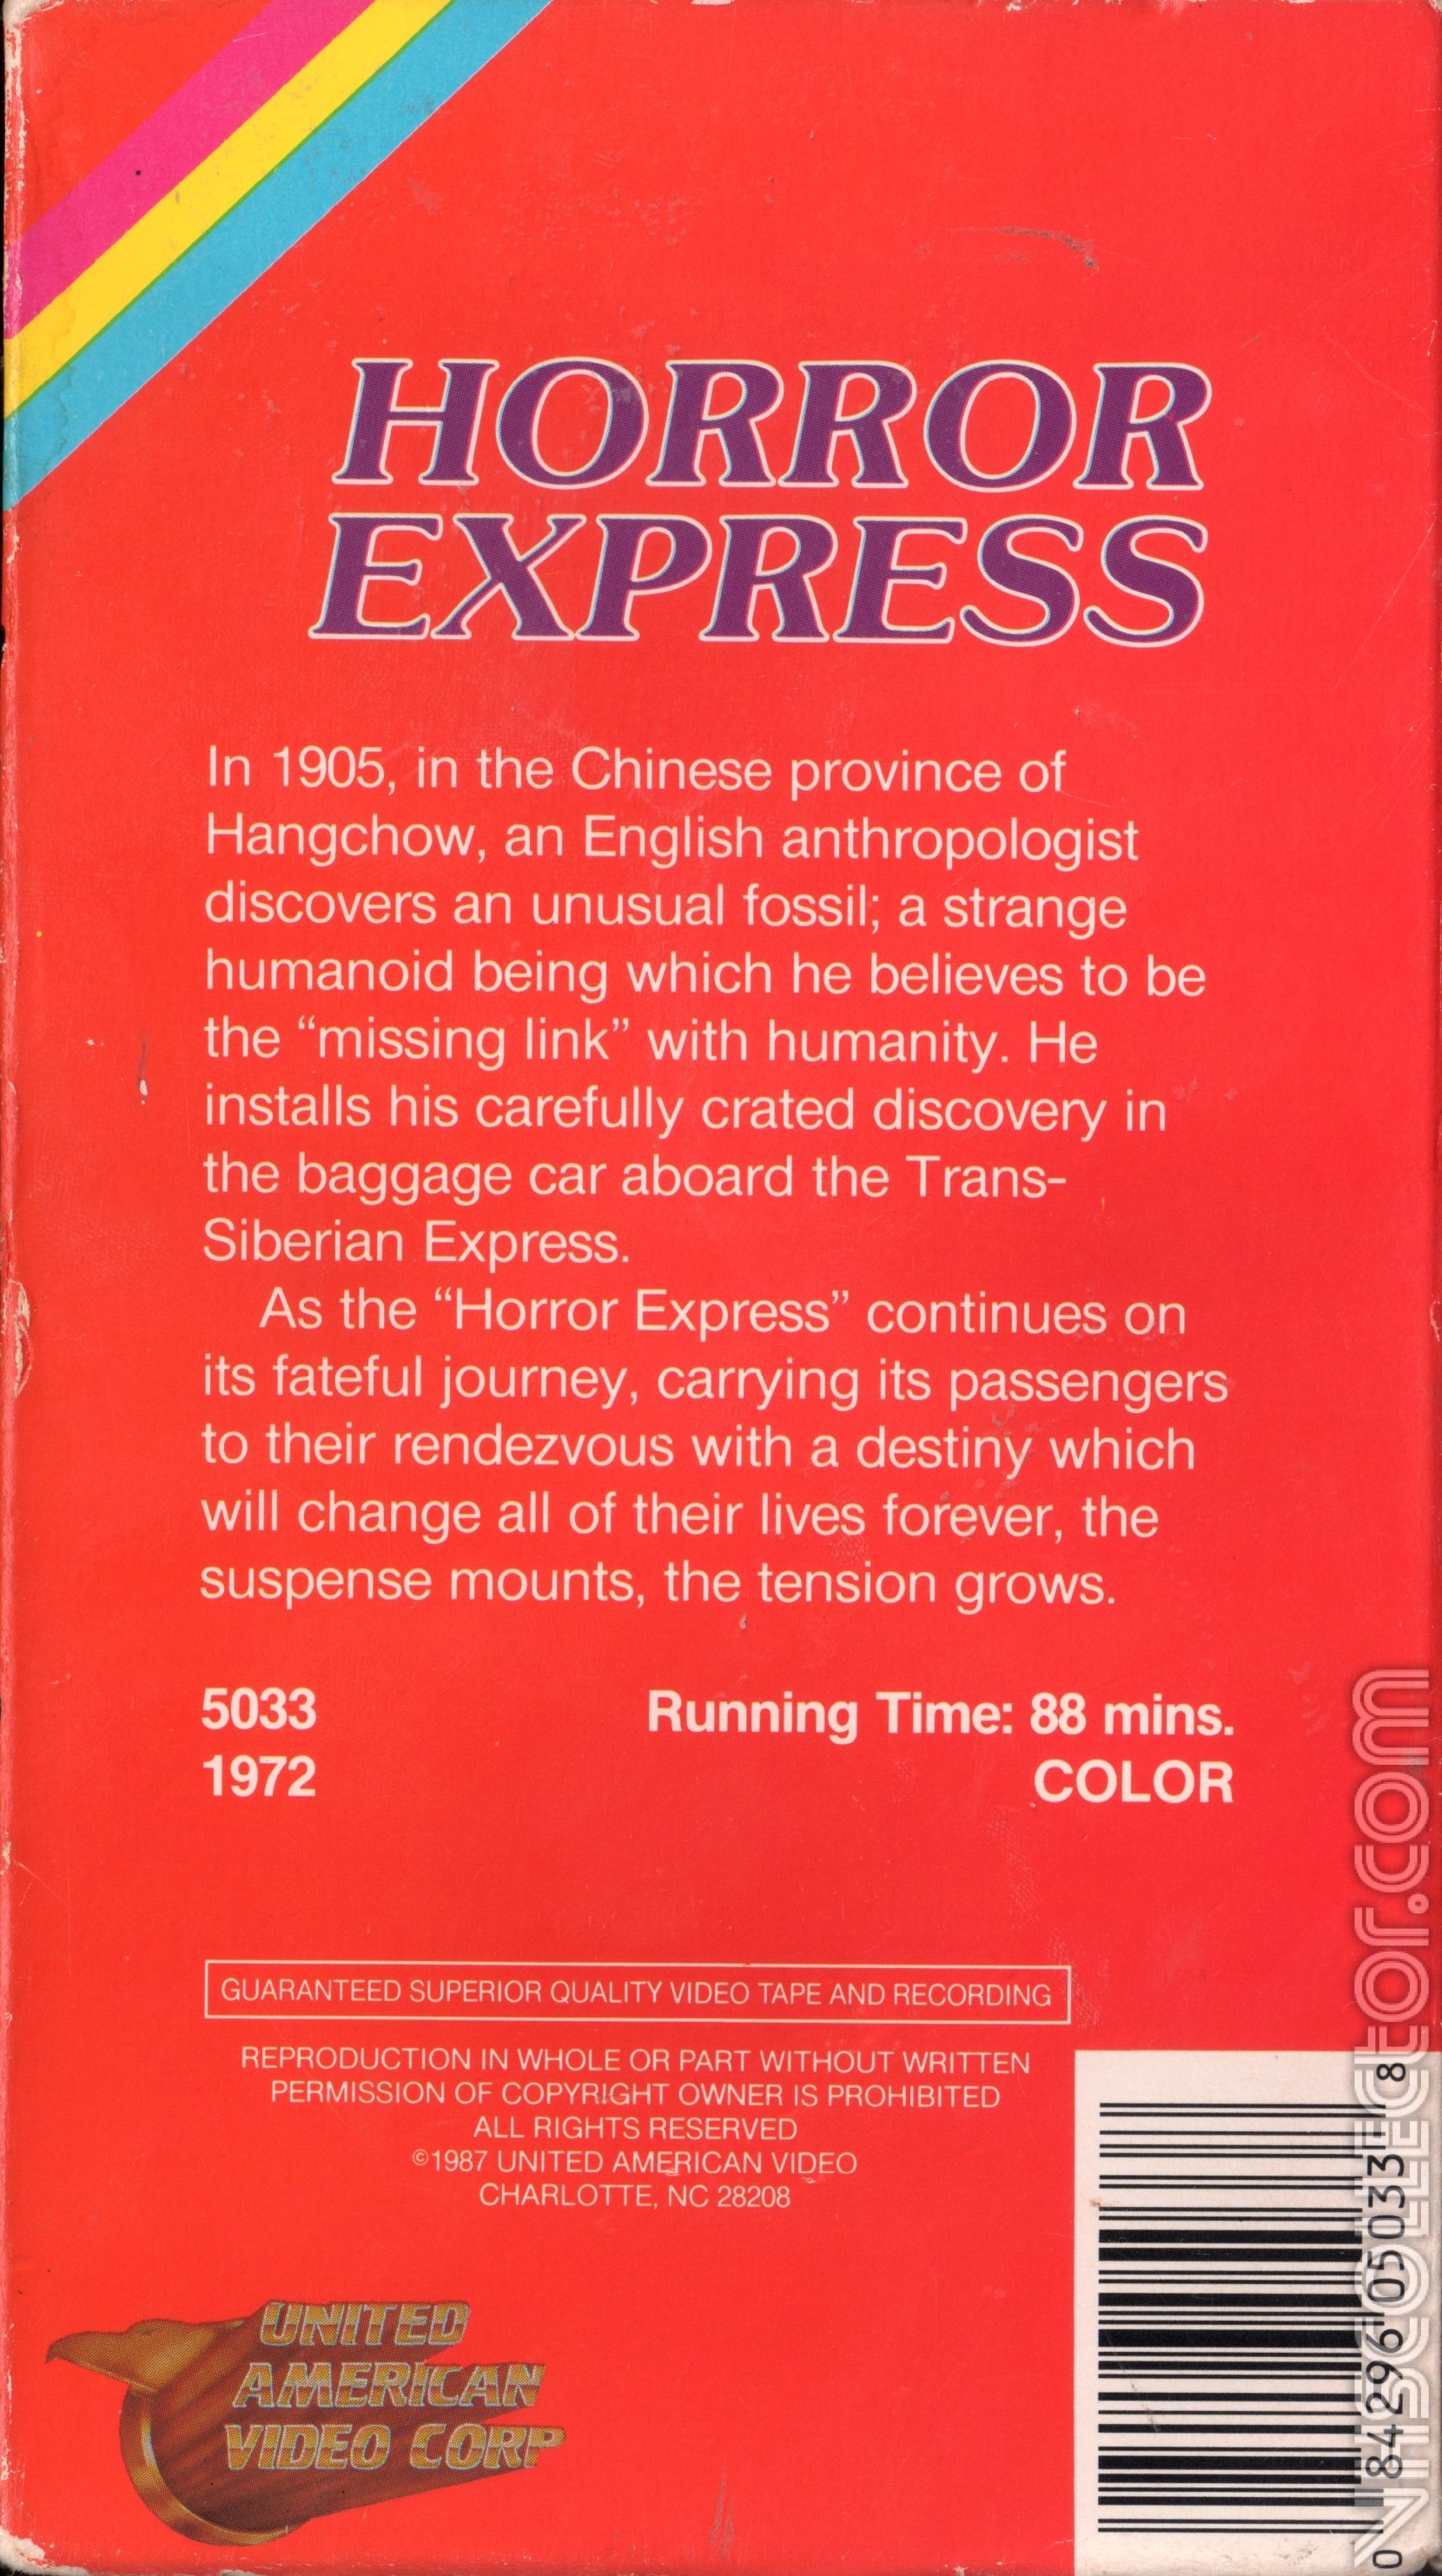 HORROR
EXPRESS
In 1905, in the Chinese province of
Hangchow, an English anthropologist
discovers an unusual fossil; a strange
humanoid being which he believes to be
the “missing link” with humanity. He
installs his carefully crated discovery in
the baggage car aboard the Trans-
Siberian Express.
As the “Horror Express” continues on
its fateful journey, carrying its passengers
to their rendezvous with a destiny which
will change all of their lives forever, the
suspense mounts, the tension grows.
5033 Running Time: 88 mins.
1972 COLOR
GUARANTEED SUPERIOR QUALITY VIDEO TAPE AND RECORDING
REPRODUCTION IN WHOLE OR PART WITHOUT WRITTEN
PERMISSION OF COPYRIGHT OWNER IS PROHIBITED
ALL RIGHTS RESERVED
©1987 UNITED AMERICAN VIDEO
CHARLOTTE, NC 28208
UNITED
AMERICAN
VIDEO CORP
0 84296 05033 8
VHSCOLLECTOR.COM